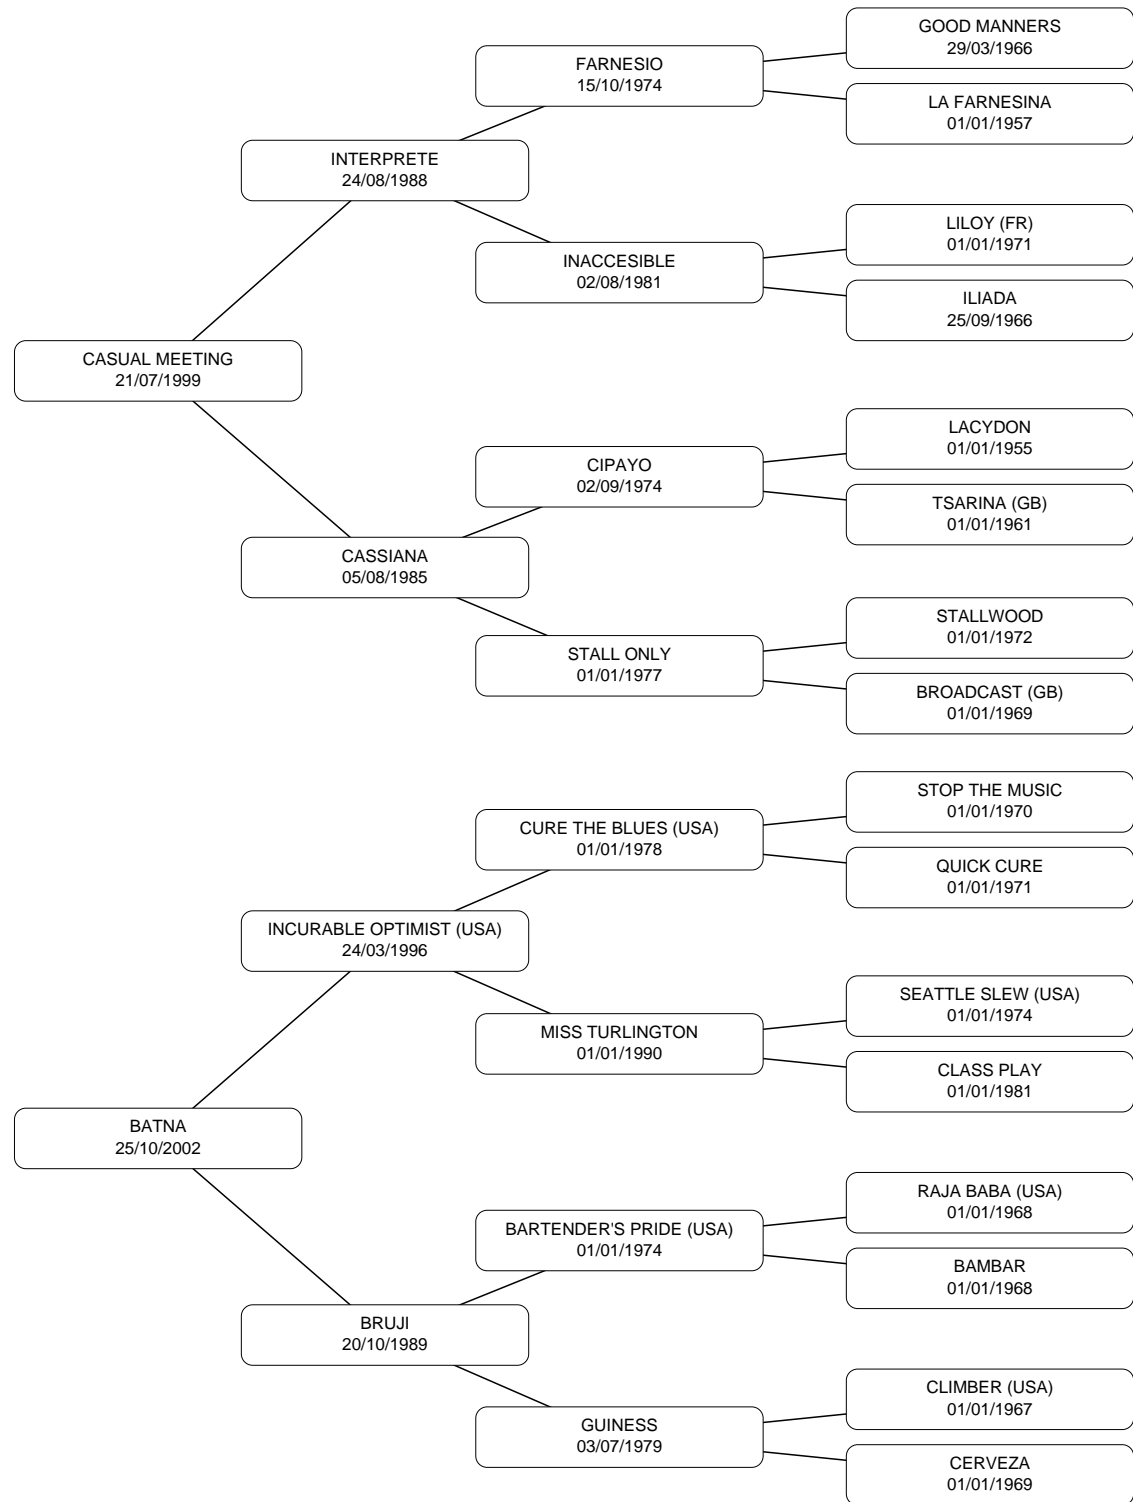 GOOD MANNERS
29/03/1966
FARNESIO
15/10/1974
LA FARNESINA
01/01/1957
INTERPRETE
24/08/1988
LILOY (FR)
01/01/1971
INACCESIBLE
02/08/1981
ILIADA
25/09/1966
CASUAL MEETING
21/07/1999
LACYDON
01/01/1955
CIPAYO
02/09/1974
TSARINA (GB)
01/01/1961
CASSIANA
05/08/1985
STALLWOOD
01/01/1972
STALL ONLY
01/01/1977
BROADCAST (GB)
01/01/1969
STOP THE MUSIC
01/01/1970
CURE THE BLUES (USA)
01/01/1978
QUICK CURE
01/01/1971
INCURABLE OPTIMIST (USA)
24/03/1996
SEATTLE SLEW (USA)
01/01/1974
MISS TURLINGTON
01/01/1990
CLASS PLAY
01/01/1981
BATNA
25/10/2002
RAJA BABA (USA)
01/01/1968
BARTENDER'S PRIDE (USA)
01/01/1974
BAMBAR
01/01/1968
BRUJI
20/10/1989
CLIMBER (USA)
01/01/1967
GUINESS
03/07/1979
CERVEZA
01/01/1969